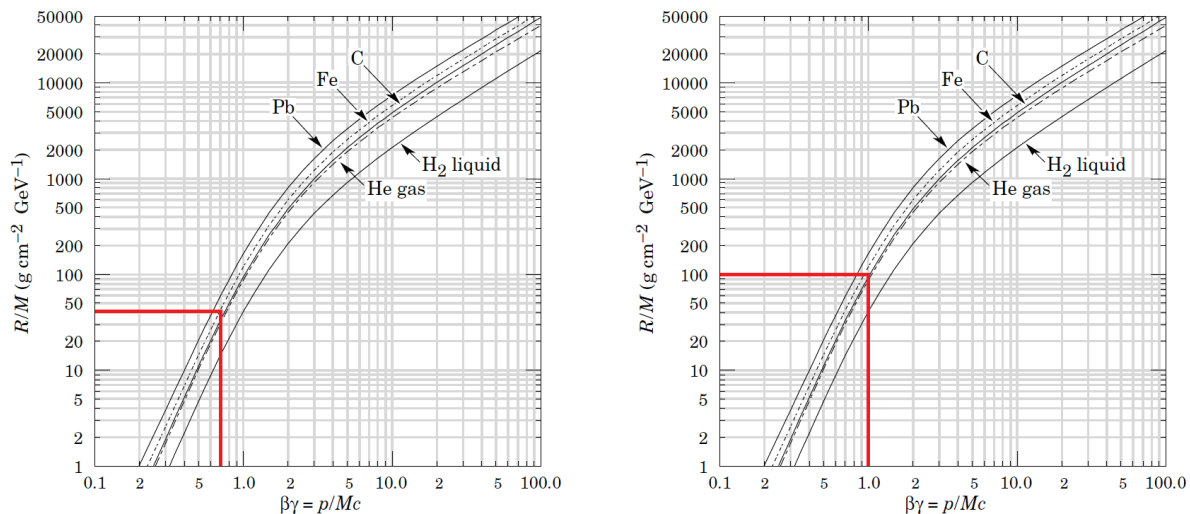 50000
20000
10000
5000
2000
1000
500
200
100
50
20
10
5
2
1
R/M (g cm⁻² GeV⁻¹)
C
Fe
Pb
H₂ liquid
He gas
0.1 2 5 1.0 2 5 10.0 2 5 100.0
βγ = p/Mc
50000
20000
10000
5000
2000
1000
500
200
100
50
20
10
5
2
1
R/M (g cm⁻² GeV⁻¹)
C
Fe
Pb
H₂ liquid
He gas
0.1 2 5 1.0 2 5 10.0 2 5 100.0
βγ = p/Mc